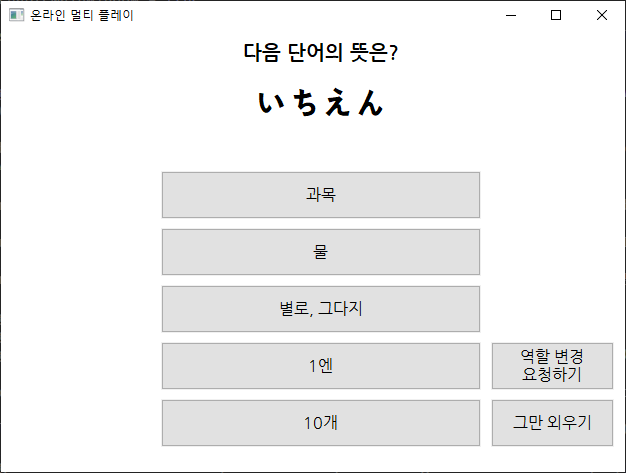 온라인 멀티 플레이
다음 단어의 뜻은?
いちえん
과목
물
별로, 그다지
1엔
역할 변경
요청하기
10개
그만 외우기